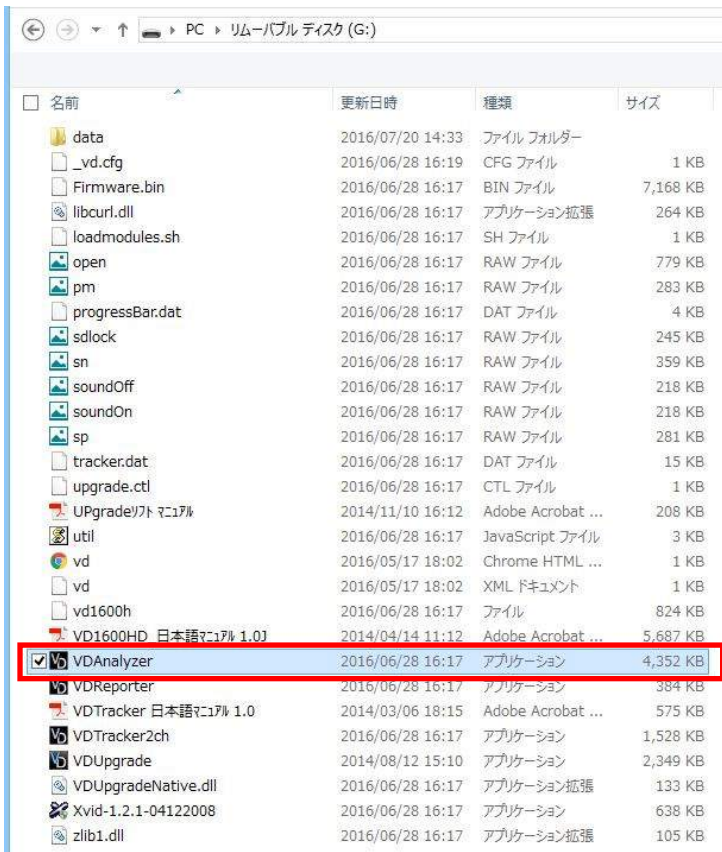 PC リムーバブル ディスク (G:)
名前 更新日時 種類 サイズ
data 2016/07/20 14:33 ファイル フォルダー
_vd.cfg 2016/06/28 16:19 CFG ファイル 1 KB
Firmware.bin 2016/06/28 16:17 BIN ファイル 7,168 KB
libcurl.dll 2016/06/28 16:17 アプリケーション拡張 264 KB
loadmodules.sh 2016/06/28 16:17 SH ファイル 1 KB
open 2016/06/28 16:17 RAW ファイル 779 KB
pm 2016/06/28 16:17 RAW ファイル 283 KB
progressBar.dat 2016/06/28 16:17 DAT ファイル 4 KB
sdlock 2016/06/28 16:17 RAW ファイル 245 KB
sn 2016/06/28 16:17 RAW ファイル 359 KB
soundOff 2016/06/28 16:17 RAW ファイル 218 KB
soundOn 2016/06/28 16:17 RAW ファイル 218 KB
sp 2016/06/28 16:17 RAW ファイル 281 KB
tracker.dat 2016/06/28 16:17 DAT ファイル 15 KB
upgrade.ctl 2016/06/28 16:17 CTL ファイル 1 KB
UPgradeソフト マニュアル 2014/11/10 16:12 Adobe Acrobat ... 208 KB
util 2016/06/28 16:17 JavaScript ファイル 3 KB
vd 2016/05/17 18:02 Chrome HTML ... 1 KB
vd 2016/05/17 18:02 XML ドキュメント 1 KB
vd1600h 2016/06/28 16:17 ファイル 824 KB
VD1600HD_日本語マニュアル 1.0J 2014/04/14 11:12 Adobe Acrobat ... 5,687 KB
VDAnalyzer 2016/06/28 16:17 アプリケーション 4,352 KB
VDReporter 2016/06/28 16:17 アプリケーション 384 KB
VDTracker 日本語マニュアル 1.0 2014/03/06 18:15 Adobe Acrobat ... 575 KB
VDTracker2ch 2016/06/28 16:17 アプリケーション 1,528 KB
VDUpgrade 2014/08/12 15:10 アプリケーション 2,349 KB
VDUpgradeNative.dll 2016/06/28 16:17 アプリケーション拡張 133 KB
Xvid-1.2.1-04122008 2016/06/28 16:17 アプリケーション 638 KB
zlib1.dll 2016/06/28 16:17 アプリケーション拡張 105 KB